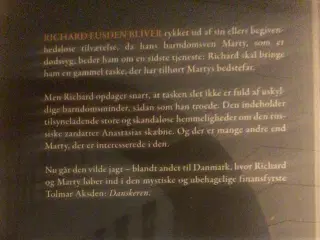 RICHARD EUSDEN BLIVER rykket ud af sin ellers begiven-
hedsløse tilværelse, da hans barndomsven Marty, som er
dødssyg, beder ham om en sidste tjeneste: Richard skal bringe
ham en gammel taske, der har tilhørt Martys bedstefar.
Men Richard opdager snart, at tasken slet ikke er fuld af uskyl-
dige barndomsminder, sådan som han troede. Den indeholder
tilsyneladende store og skandaløse hemmeligheder om den rus-
siske zardatter Anastasias skæbne. Og der er mange andre end
Marty, der er interesserede i den.
Nu går den vilde jagt – blandt andet til Danmark, hvor Richard
og Marty løber ind i den mystiske og ubehagelige finansfyrste
Tolmar Aksden: Danskeren.